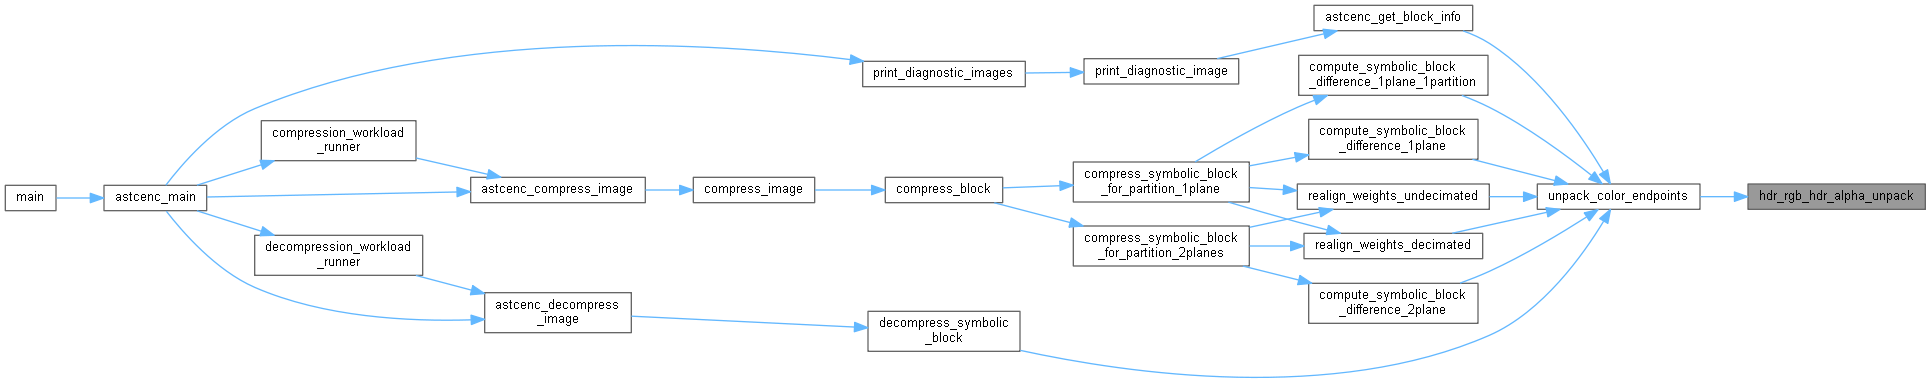 main
astcenc_main
compression_workload
_runner
decompression_workload
_runner
print_diagnostic_images
astcenc_compress_image
astcenc_decompress
_image
compress_image
print_diagnostic_image
compress_block
decompress_symbolic
_block
compress_symbolic_block
_for_partition_1plane
compress_symbolic_block
_for_partition_2planes
astcenc_get_block_info
compute_symbolic_block
_difference_1plane_1partition
compute_symbolic_block
_difference_1plane
realign_weights_undecimated
realign_weights_decimated
compute_symbolic_block
_difference_2plane
unpack_color_endpoints
hdr_rgb_hdr_alpha_unpack